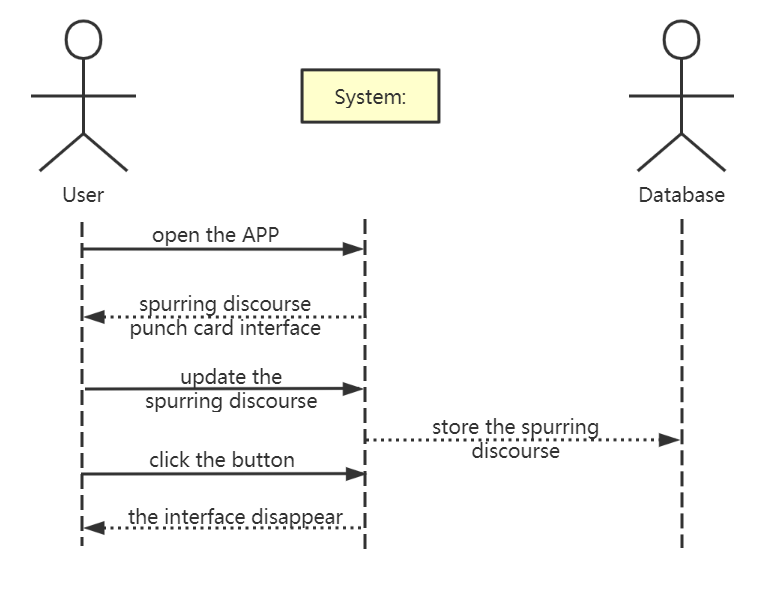 System:
User
Database
open the APP
spurring discourse
punch card interface
update the
spurring discourse
store the spurring
discourse
click the button
the interface disappear